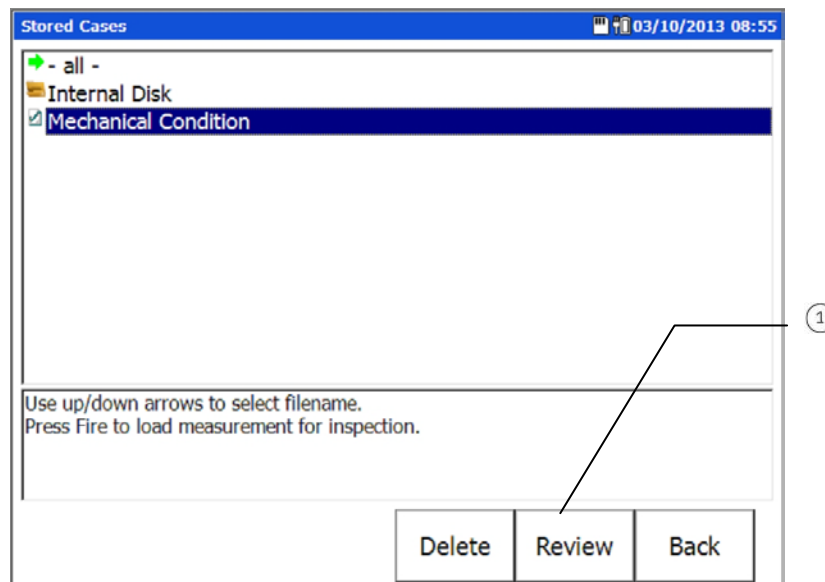 Stored Cases 03/10/2013 08:55
- all -
Internal Disk
Mechanical Condition
1
Use up/down arrows to select filename.
Press Fire to load measurement for inspection.
Delete Review Back